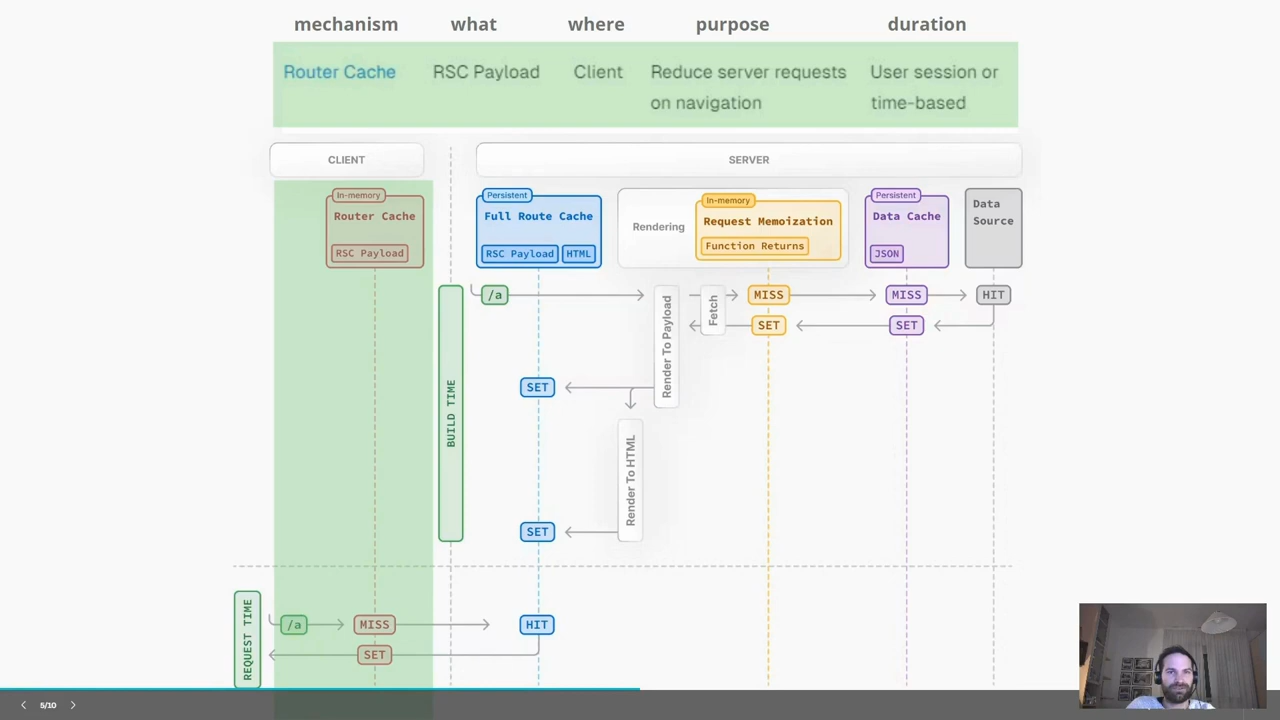 mechanism what where purpose duration
Router Cache RSC Payload Client Reduce server requests User session or
on navigation time-based
CLIENT SERVER
In-memory Persistent In-memory Persistent
Router Cache Full Route Cache Rendering Request Memoization Data Cache Data
Source
RSC Payload RSC Payload HTML Function Returns JSON
/a MISS MISS HIT
Fetch
SET SET
Render To Payload
SET
BUILD TIME
Render To HTML
SET
REQUEST TIME
/a MISS HIT
SET
5/10